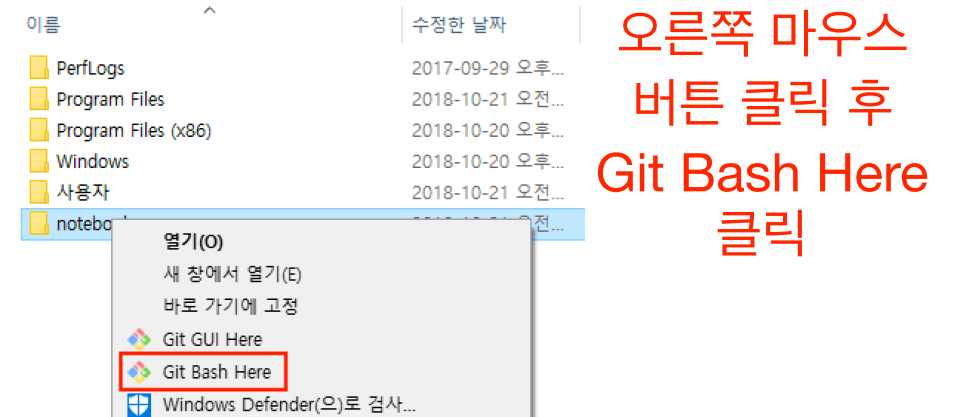 이름 수정한 날짜
PerfLogs 2017-09-29 오후...
Program Files 2018-10-21 오전...
Program Files (x86) 2018-10-20 오후...
Windows 2018-10-20 오후...
사용자 2018-10-21 오전...
열기(O)
새 창에서 열기(E)
바로 가기에 고정
Git GUI Here
Git Bash Here
Windows Defender(으)로 검사...
오른쪽 마우스
버튼 클릭 후
Git Bash Here
클릭